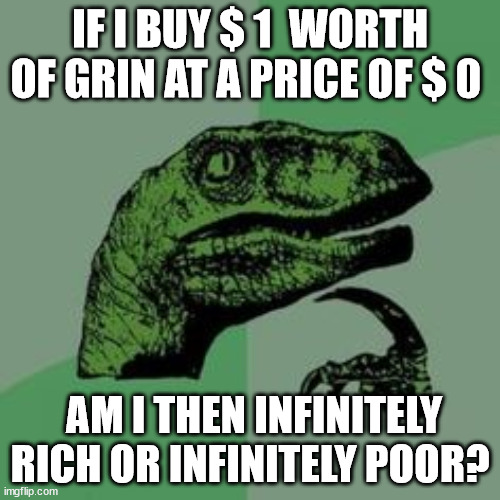 IF I BUY $ 1 WORTH
OF GRIN AT A PRICE OF $ 0
AM I THEN INFINITELY
RICH OR INFINITELY POOR?
imgflip.com